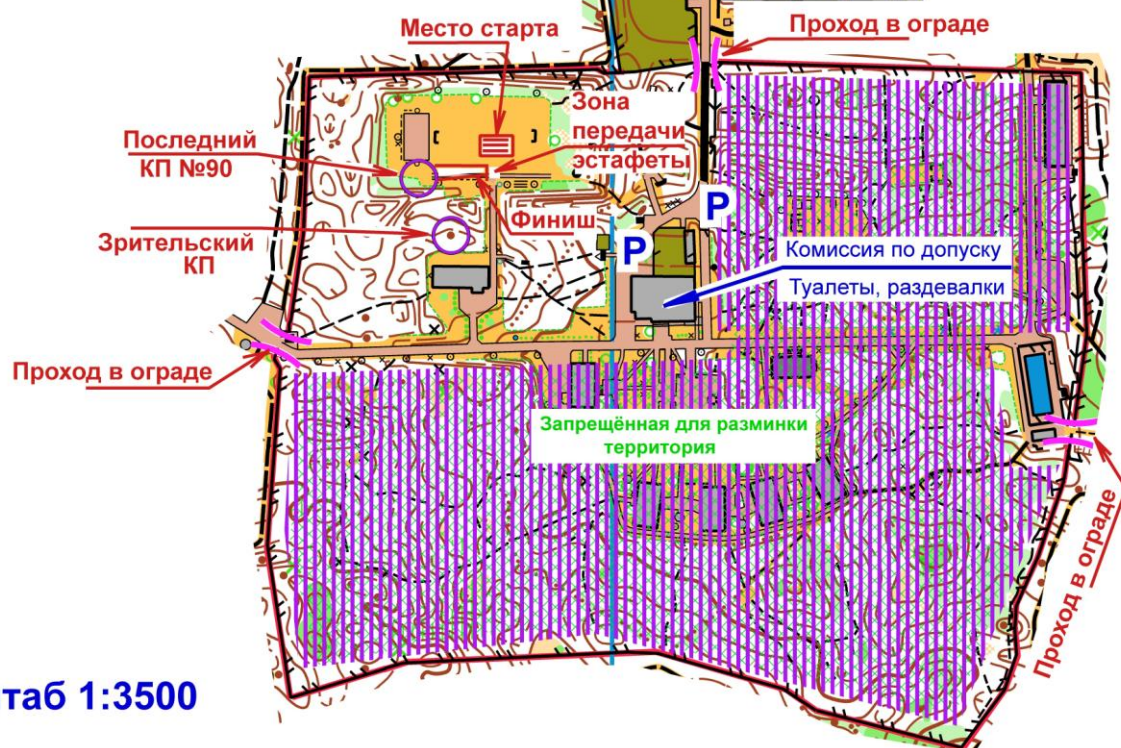 Место старта
Проход в ограде
Зона
передачи
эстафеты
Последний
КП №90
Финиш
Зрительский
КП
P
P
Комиссия по допуску
Туалеты, раздевалки
Проход в ограде
Запрещённая для разминки
территория
Проход в ограде
таб 1:3500